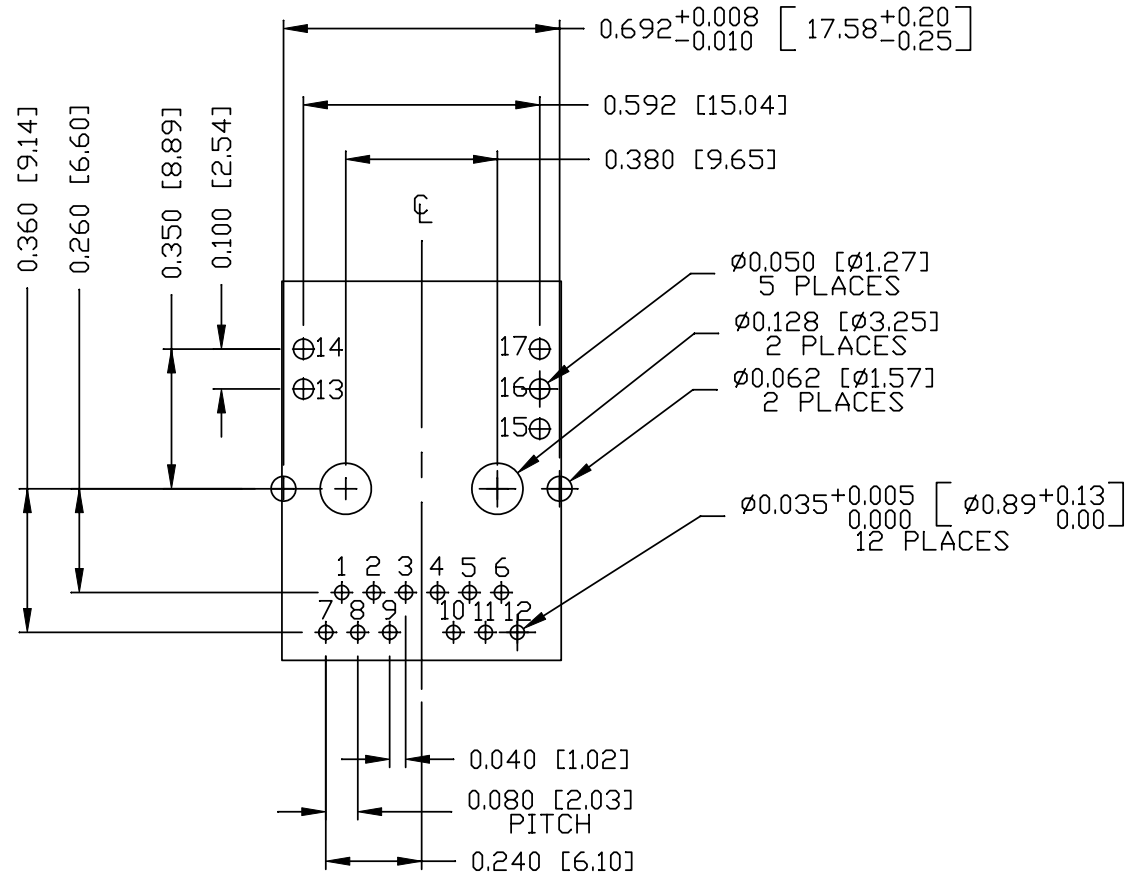 0.692 +0.008 -0.010 [ 17.58 +0.20 -0.25 ]
0.592 [15.04]
0.380 [9.65]
0.360 [9.14]
0.260 [6.60]
0.350 [8.89]
0.100 [2.54]
℄
Ø0.050 [Ø1.27]
5 PLACES
Ø0.128 [Ø3.25]
2 PLACES
Ø0.062 [Ø1.57]
2 PLACES
Ø0.035 +0.005 0.000 [ Ø0.89 +0.13 0.00 ]
12 PLACES
14
17
13
16
15
1 2 3 4 5 6
7 8 9 10 11 12
0.040 [1.02]
0.080 [2.03]
PITCH
0.240 [6.10]